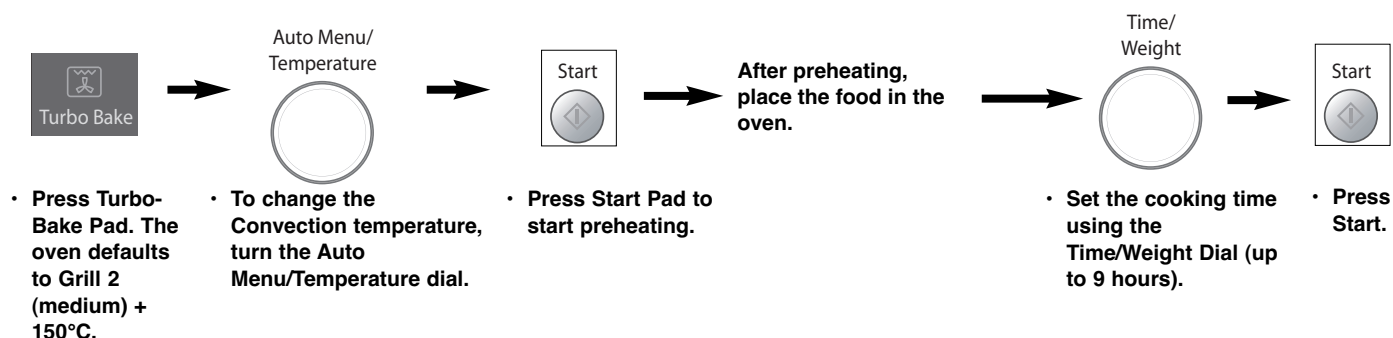 Turbo Bake
Auto Menu/
Temperature
Start
After preheating,
place the food in the
oven.
Time/
Weight
Start
· Press Turbo-
Bake Pad. The
oven defaults
to Grill 2
(medium) +
150°C.
· To change the
Convection temperature,
turn the Auto
Menu/Temperature dial.
· Press Start Pad to
start preheating.
· Set the cooking time
using the
Time/Weight Dial (up
to 9 hours).
· Press
Start.